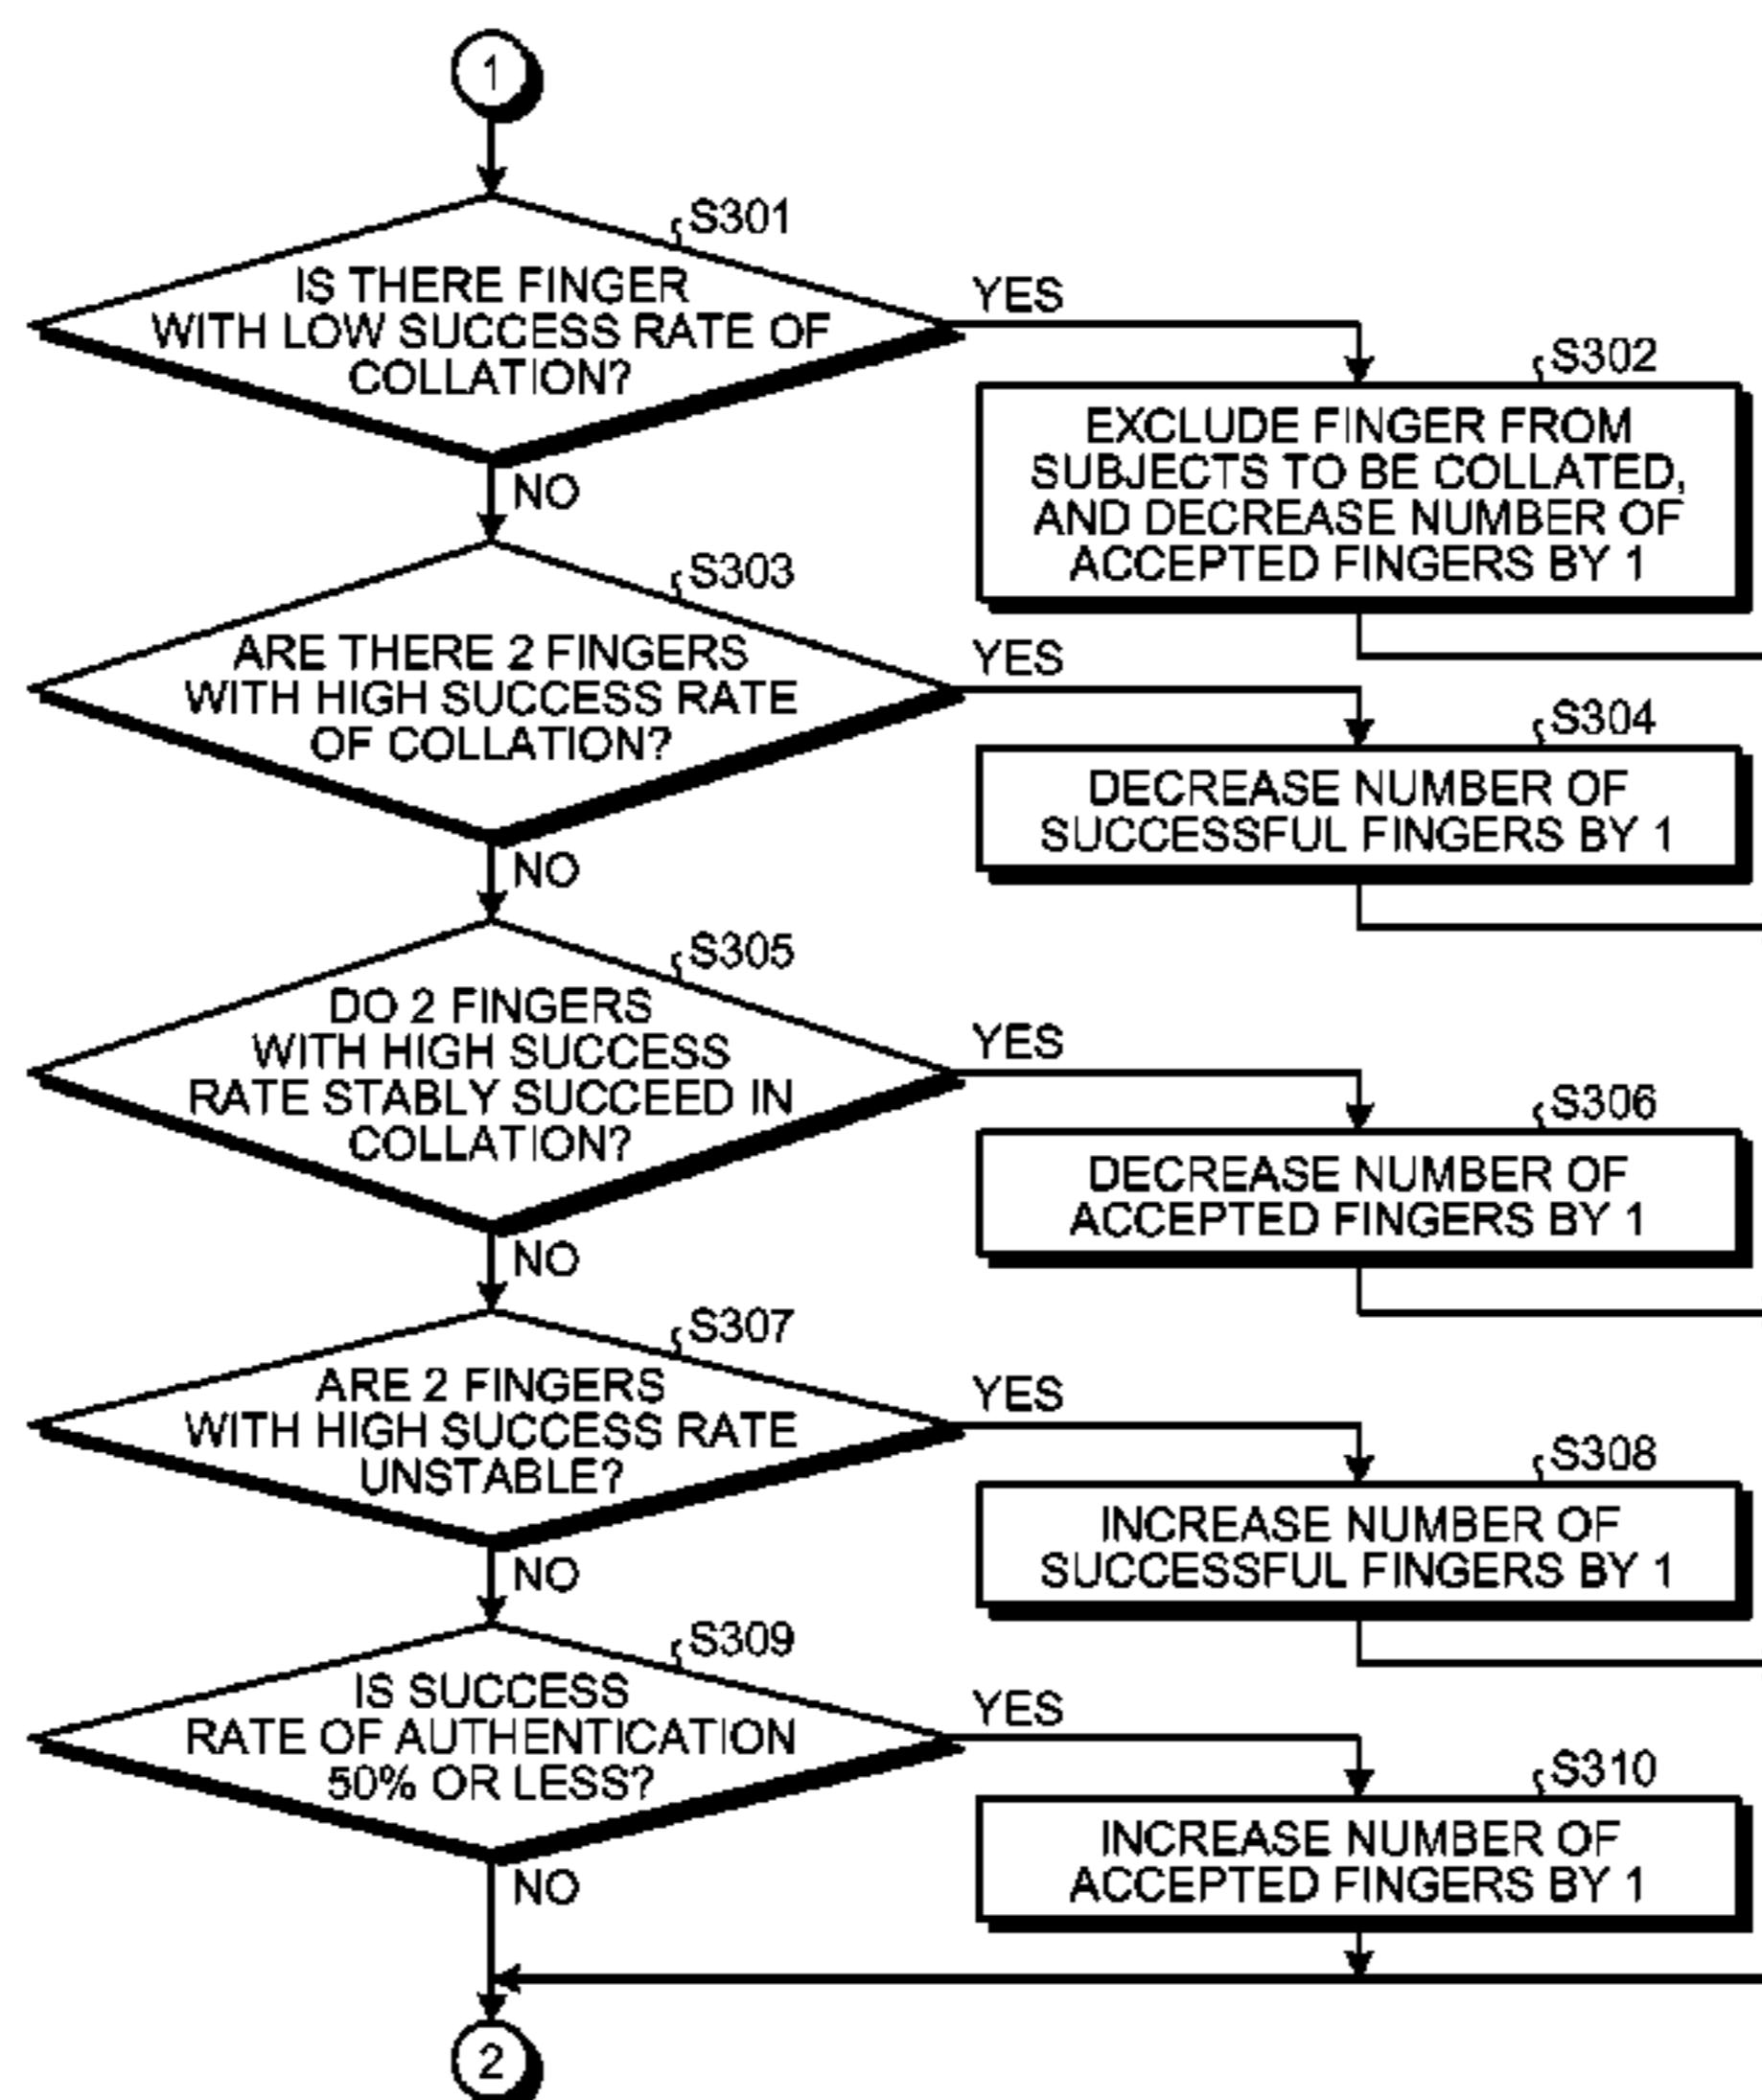 1
S301
IS THERE FINGER
WITH LOW SUCCESS RATE OF
COLLATION?
YES
NO
S302
EXCLUDE FINGER FROM
SUBJECTS TO BE COLLATED,
AND DECREASE NUMBER OF
ACCEPTED FINGERS BY 1
S303
ARE THERE 2 FINGERS
WITH HIGH SUCCESS RATE
OF COLLATION?
YES
NO
S304
DECREASE NUMBER OF
SUCCESSFUL FINGERS BY 1
S305
DO 2 FINGERS
WITH HIGH SUCCESS
RATE STABLY SUCCEED IN
COLLATION?
YES
NO
S306
DECREASE NUMBER OF
ACCEPTED FINGERS BY 1
S307
ARE 2 FINGERS
WITH HIGH SUCCESS RATE
UNSTABLE?
YES
NO
S308
INCREASE NUMBER OF
SUCCESSFUL FINGERS BY 1
S309
IS SUCCESS
RATE OF AUTHENTICATION
50% OR LESS?
YES
NO
S310
INCREASE NUMBER OF
ACCEPTED FINGERS BY 1
2